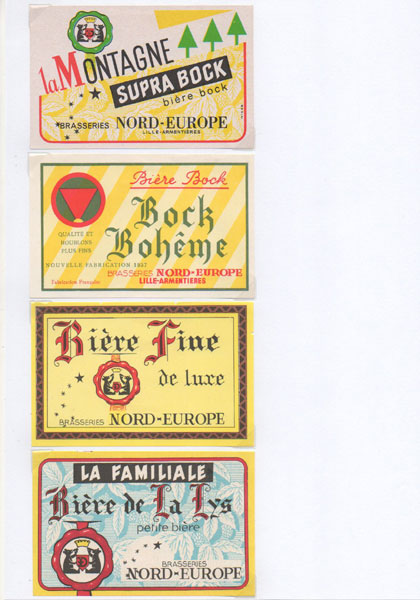 la MONTAGNE
SUPRA BOCK
bière bock
BRASSERIES NORD-EUROPE
LILLE-ARMENTIÈRES
Bière Bock
Bock
Bohême
QUALITE ET
HOUBLONS
PLUS FINS
NOUVELLE FABRICATION 1957
BRASSERIES NORD-EUROPE
Fabrication Française
LILLE-ARMENTIERES
Bière Fine
de luxe
BRASSERIES NORD-EUROPE
LA FAMILIALE
Bière de La Lys
petite bière
BRASSERIES
NORD-EUROPE